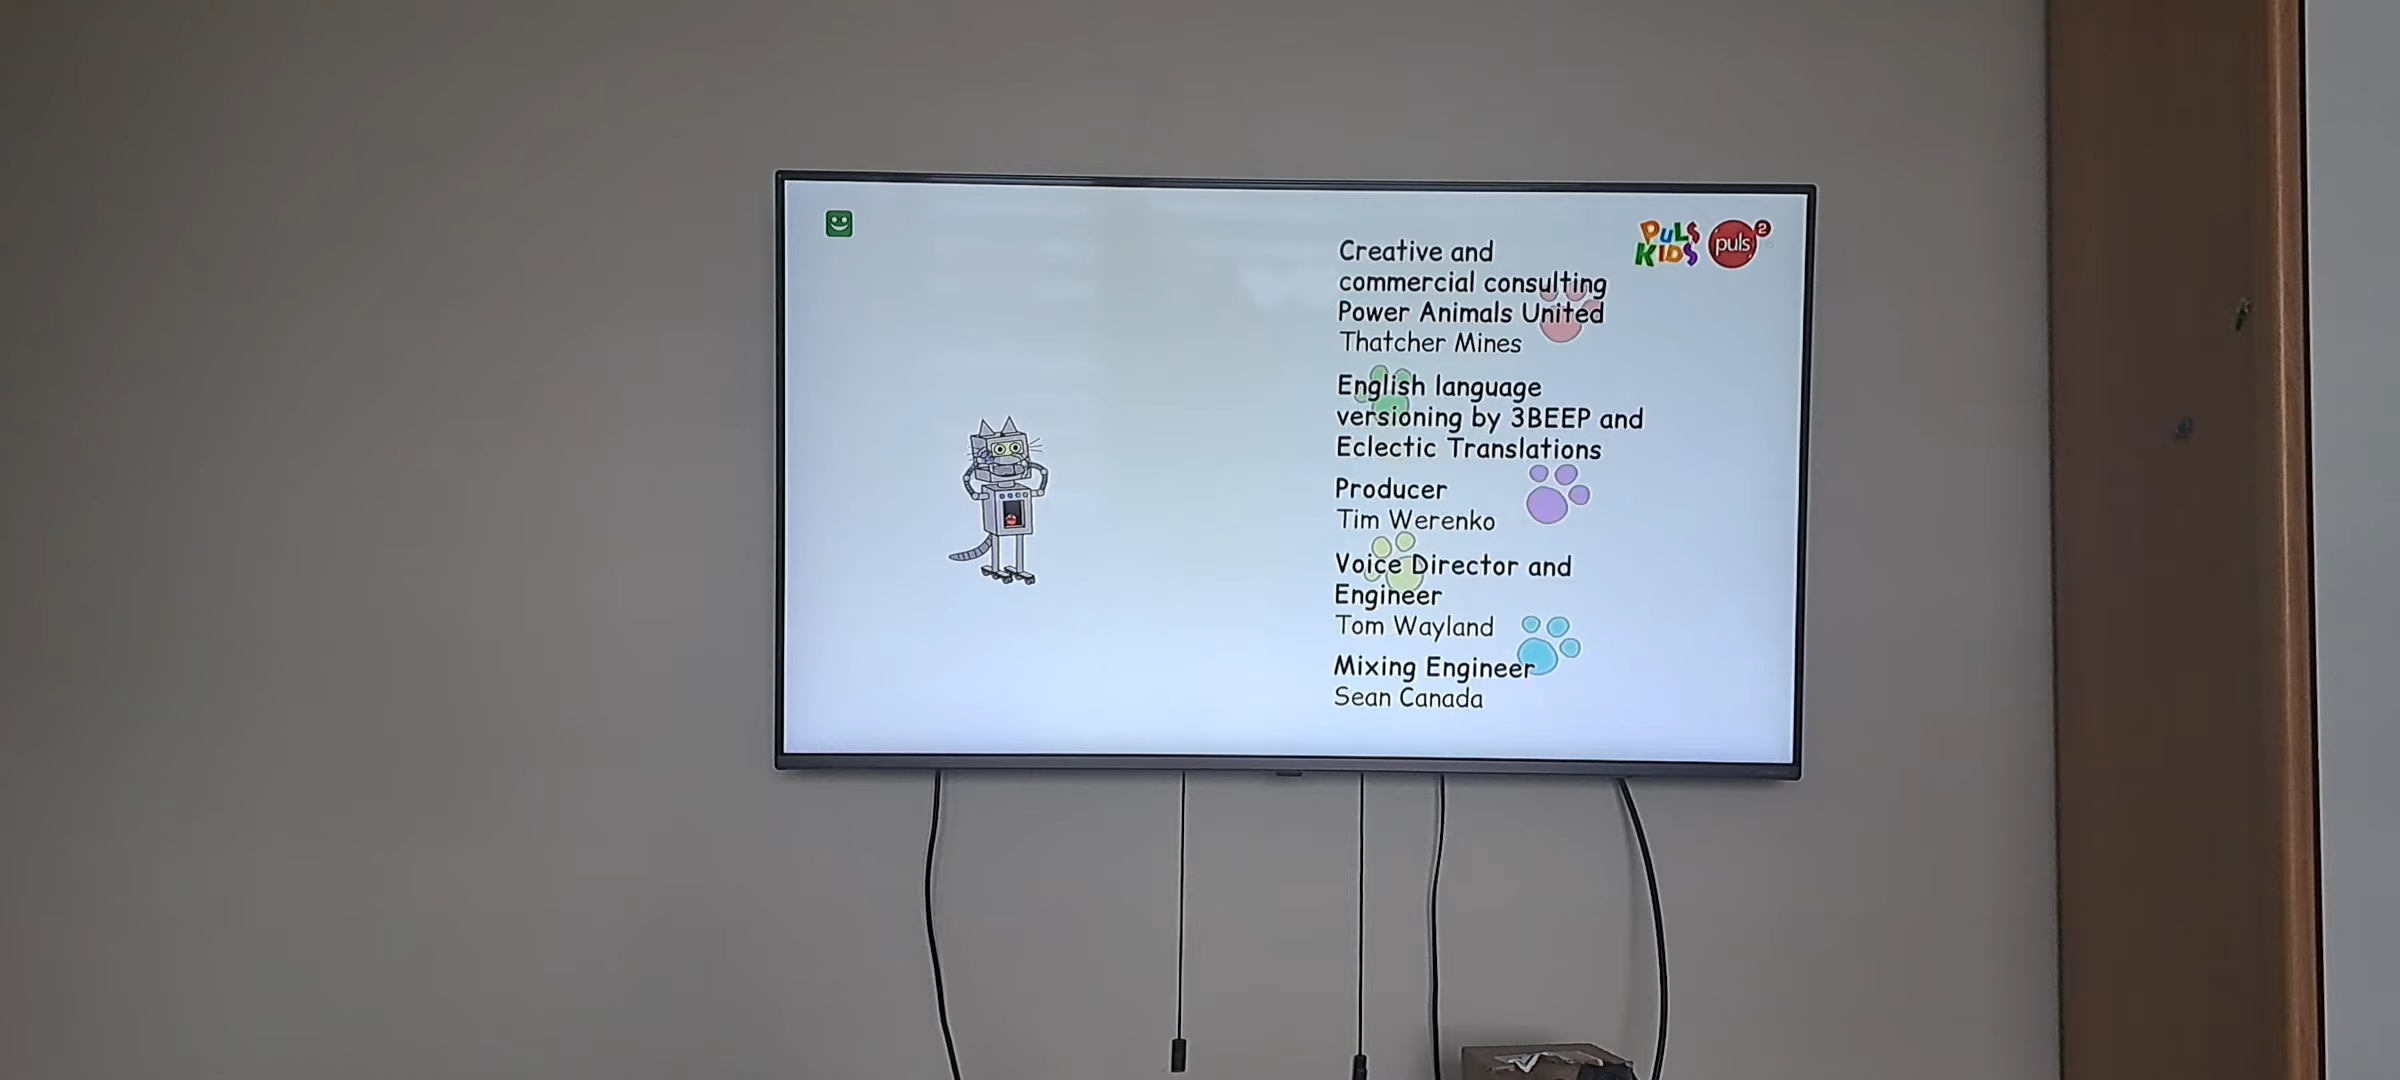 PULS
KIDS
puls 2
Creative and
commercial consulting
Power Animals United
Thatcher Mines
English language
versioning by 3BEEP and
Eclectic Translations
Producer
Tim Werenko
Voice Director and
Engineer
Tom Wayland
Mixing Engineer
Sean Canada